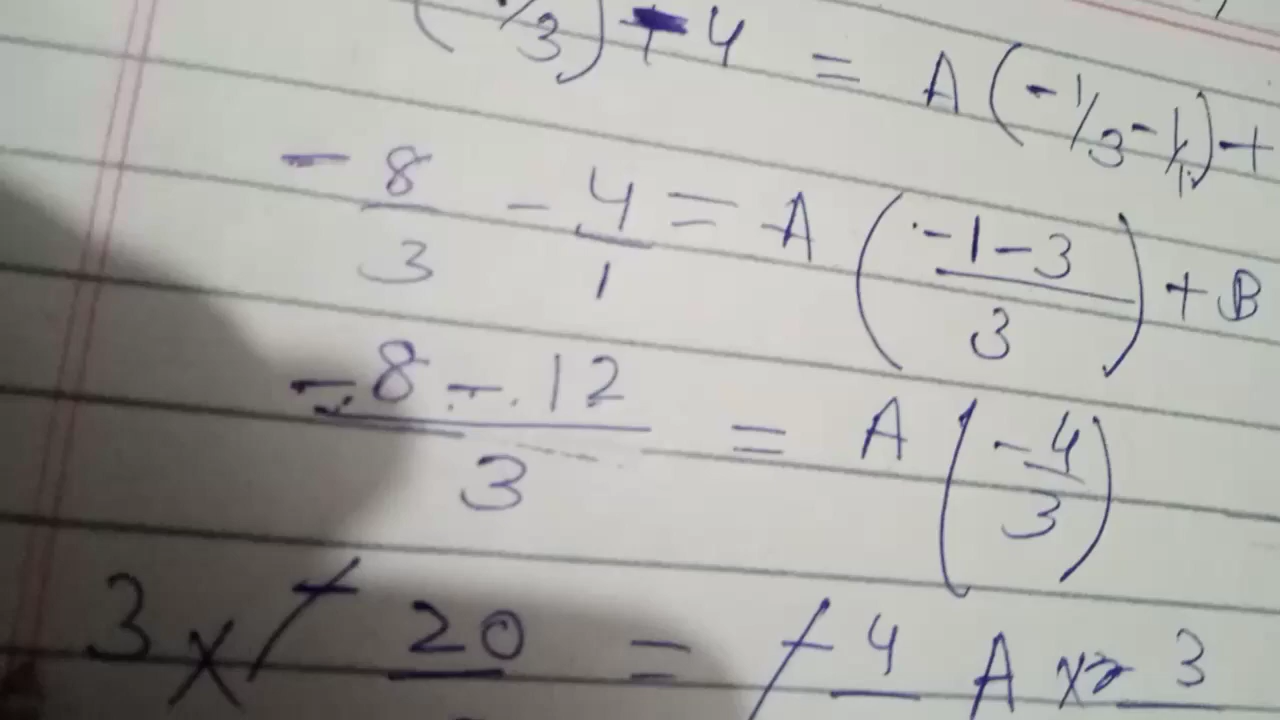 /3) - 4 = A(-1/3 - 1/1) +
- 8/3 - 4/1 = A((-1-3)/3) + B
(-8 - 12)/3 = A(-4/3)
3 × - 20 = - 4 A × 3